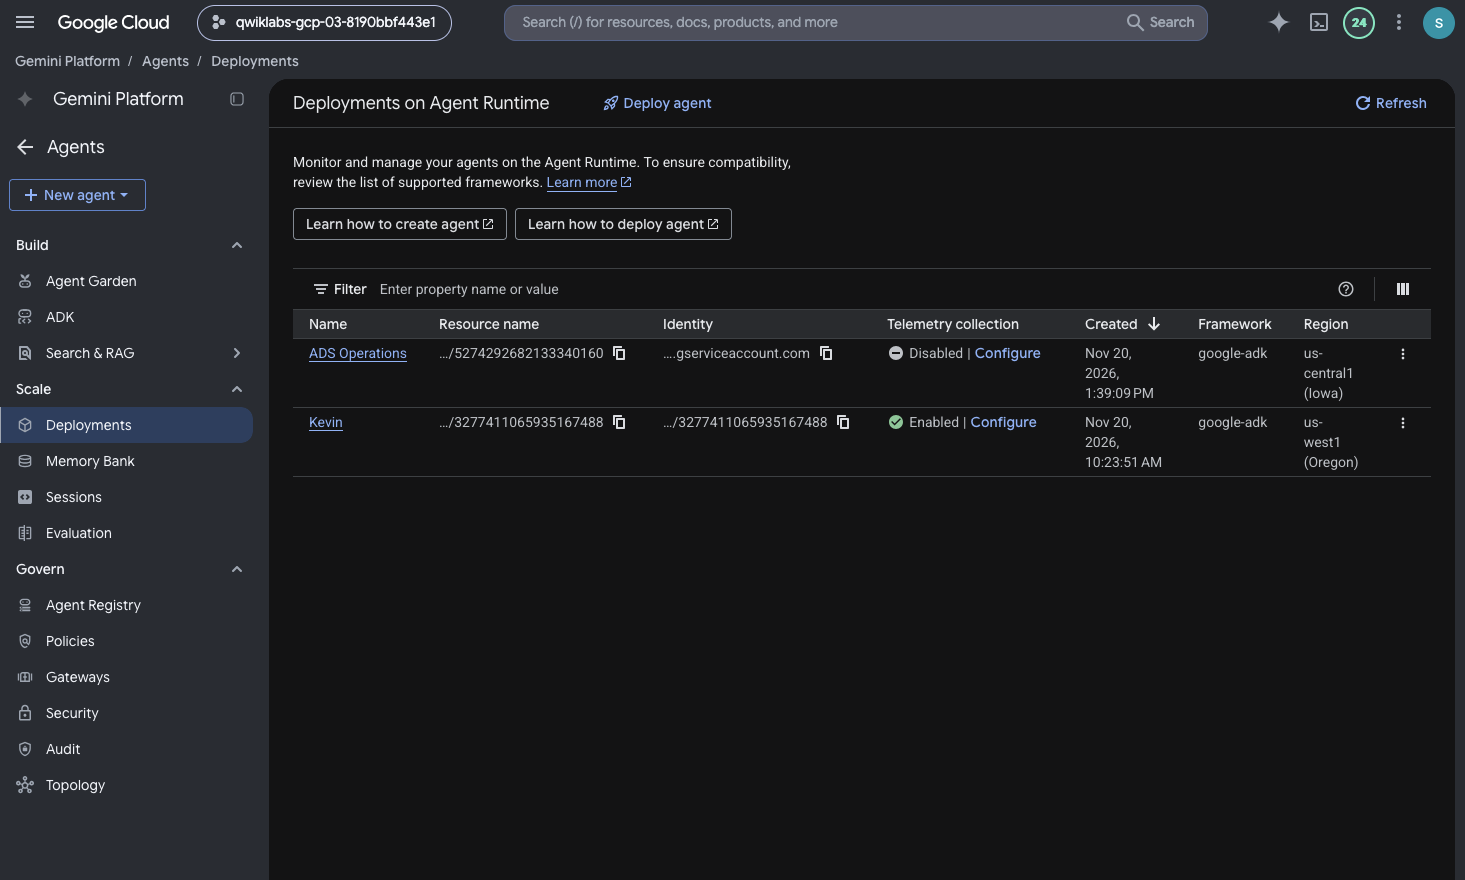 Google Cloud
qwiklabs-gcp-03-8190bbf443e1
Search (/) for resources, docs, products, and more
Search
24
S
Gemini Platform / Agents / Deployments
Gemini Platform
Agents
New agent
Build
Agent Garden
ADK
Search & RAG
Scale
Deployments
Memory Bank
Sessions
Evaluation
Govern
Agent Registry
Policies
Gateways
Security
Audit
Topology
Deployments on Agent Runtime
Deploy agent
Refresh
Monitor and manage your agents on the Agent Runtime. To ensure compatibility,
review the list of supported frameworks. Learn more
Learn how to create agent
Learn how to deploy agent
Filter Enter property name or value
Name Resource name Identity Telemetry collection Created Framework Region
ADS Operations …/5274292682133340160 ….gserviceaccount.com Disabled | Configure Nov 20, google-adk us-
2026, central1
1:39:09 PM (Iowa)
Kevin …/3277411065935167488 …/3277411065935167488 Enabled | Configure Nov 20, google-adk us-
2026, west1
10:23:51 AM (Oregon)